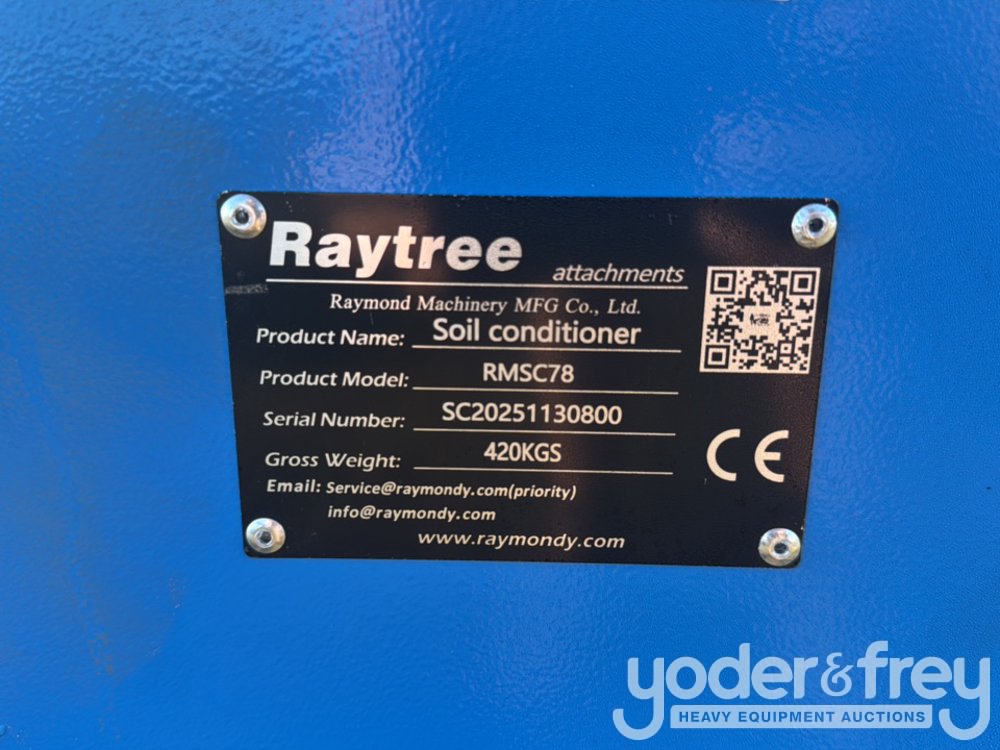 Raytree attachments
Raymond Machinery MFG Co., Ltd.
Product Name: Soil conditioner
Product Model: RMSC78
Serial Number: SC20251130800
Gross Weight: 420KGS
CE
Email: Service@raymondy.com(priority)
info@raymondy.com
www.raymondy.com
yoder&frey
HEAVY EQUIPMENT AUCTIONS